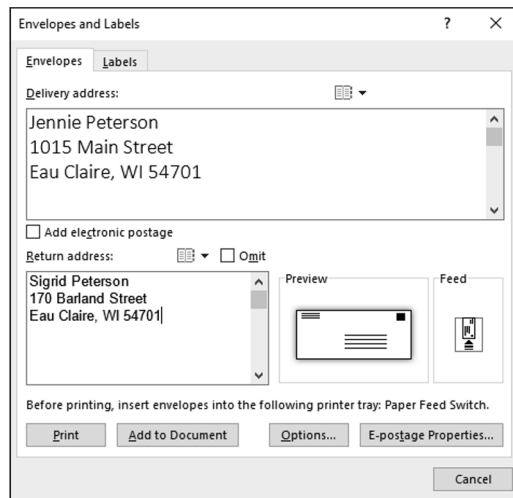 Envelopes and Labels
Envelopes
Labels
Delivery address:
Jennie Peterson
1015 Main Street
Eau Claire, WI 54701
Add electronic postage
Return address:
Omit
Sigrid Peterson
170 Barland Street
Eau Claire, WI 54701
Preview
Feed
Before printing, insert envelopes into the following printer tray: Paper Feed Switch.
Print
Add to Document
Options...
E-postage Properties...
Cancel